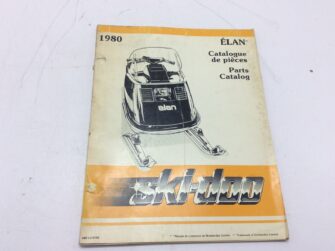 1980
ÉLAN
Catalogue
de pièces
Parts
Catalog
elan
ski-doo